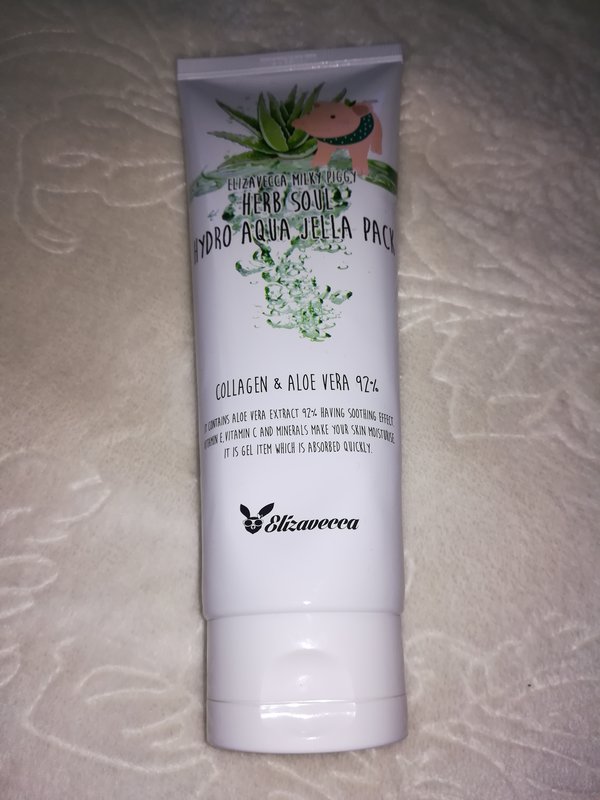 ELIZAVECCA MILKY PIGGY
HERB SOUL
HYDRO AQUA JELLA PACK
COLLAGEN & ALOE VERA 92%
IT CONTAINS ALOE VERA EXTRACT 92% HAVING SOOTHING EFFECT.
VITAMIN E, VITAMIN C AND MINERALS MAKE YOUR SKIN MOISTURISE.
IT IS GEL ITEM WHICH IS ABSORBED QUICKLY.
Elizavecca